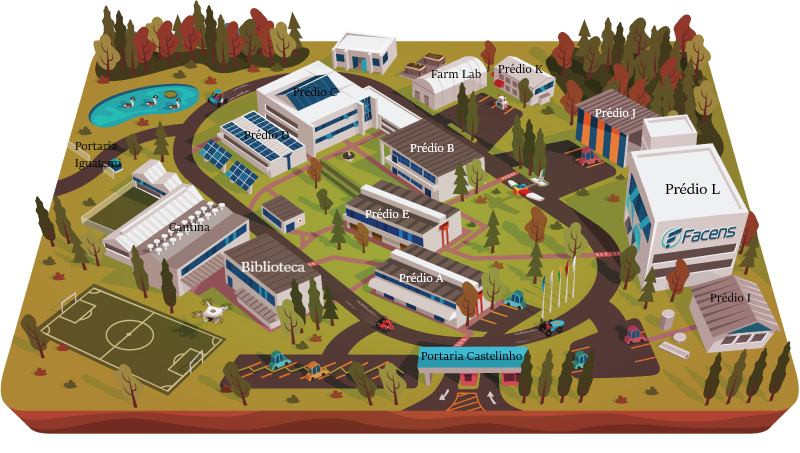 Farm Lab
Prédio K
Prédio C
Prédio J
Prédio D
Portaria
Iguatemi
Prédio B
Prédio L
Prédio E
Cantina
Facens
Biblioteca
Prédio A
Prédio I
Portaria Castelinho